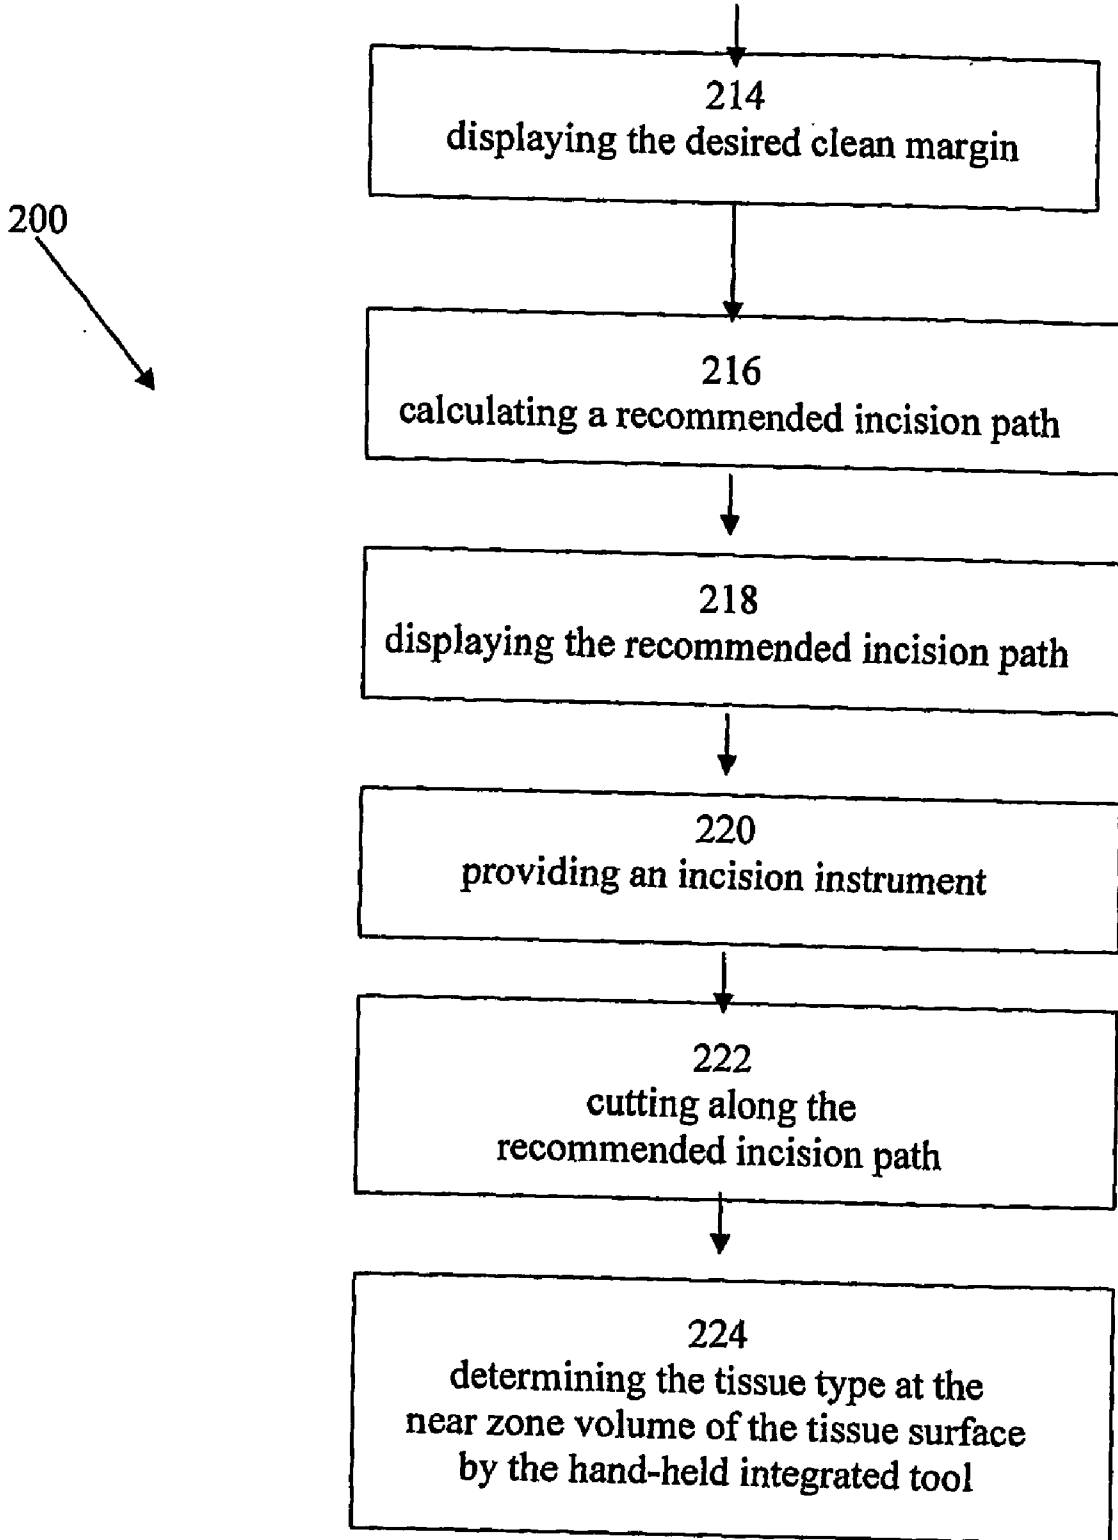 214
displaying the desired clean margin
200
216
calculating a recommended incision path
218
displaying the recommended incision path
220
providing an incision instrument
222
cutting along the
recommended incision path
224
determining the tissue type at the
near zone volume of the tissue surface
by the hand-held integrated tool